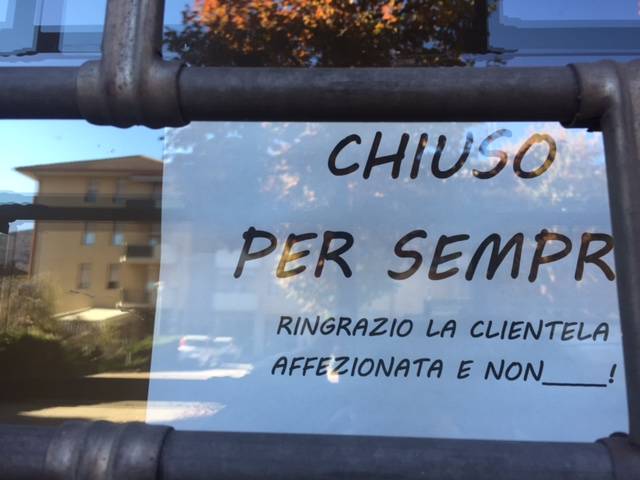 CHIUSO
PER SEMPR
RINGRAZIO LA CLIENTELA
AFFEZIONATA E NON____!